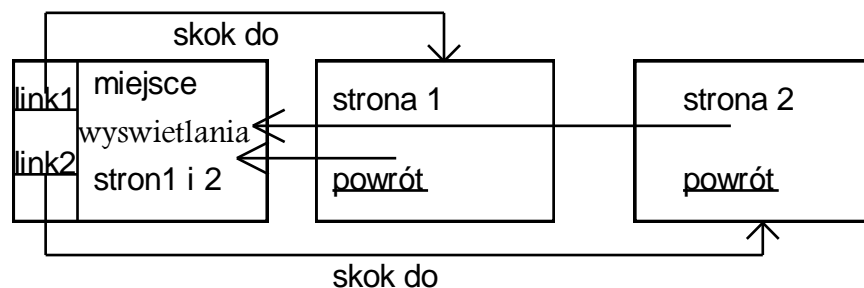 skok do
link1
miejsce
wyswietlania
link2
stron1 i 2
strona 1
powrót
strona 2
powrót
skok do